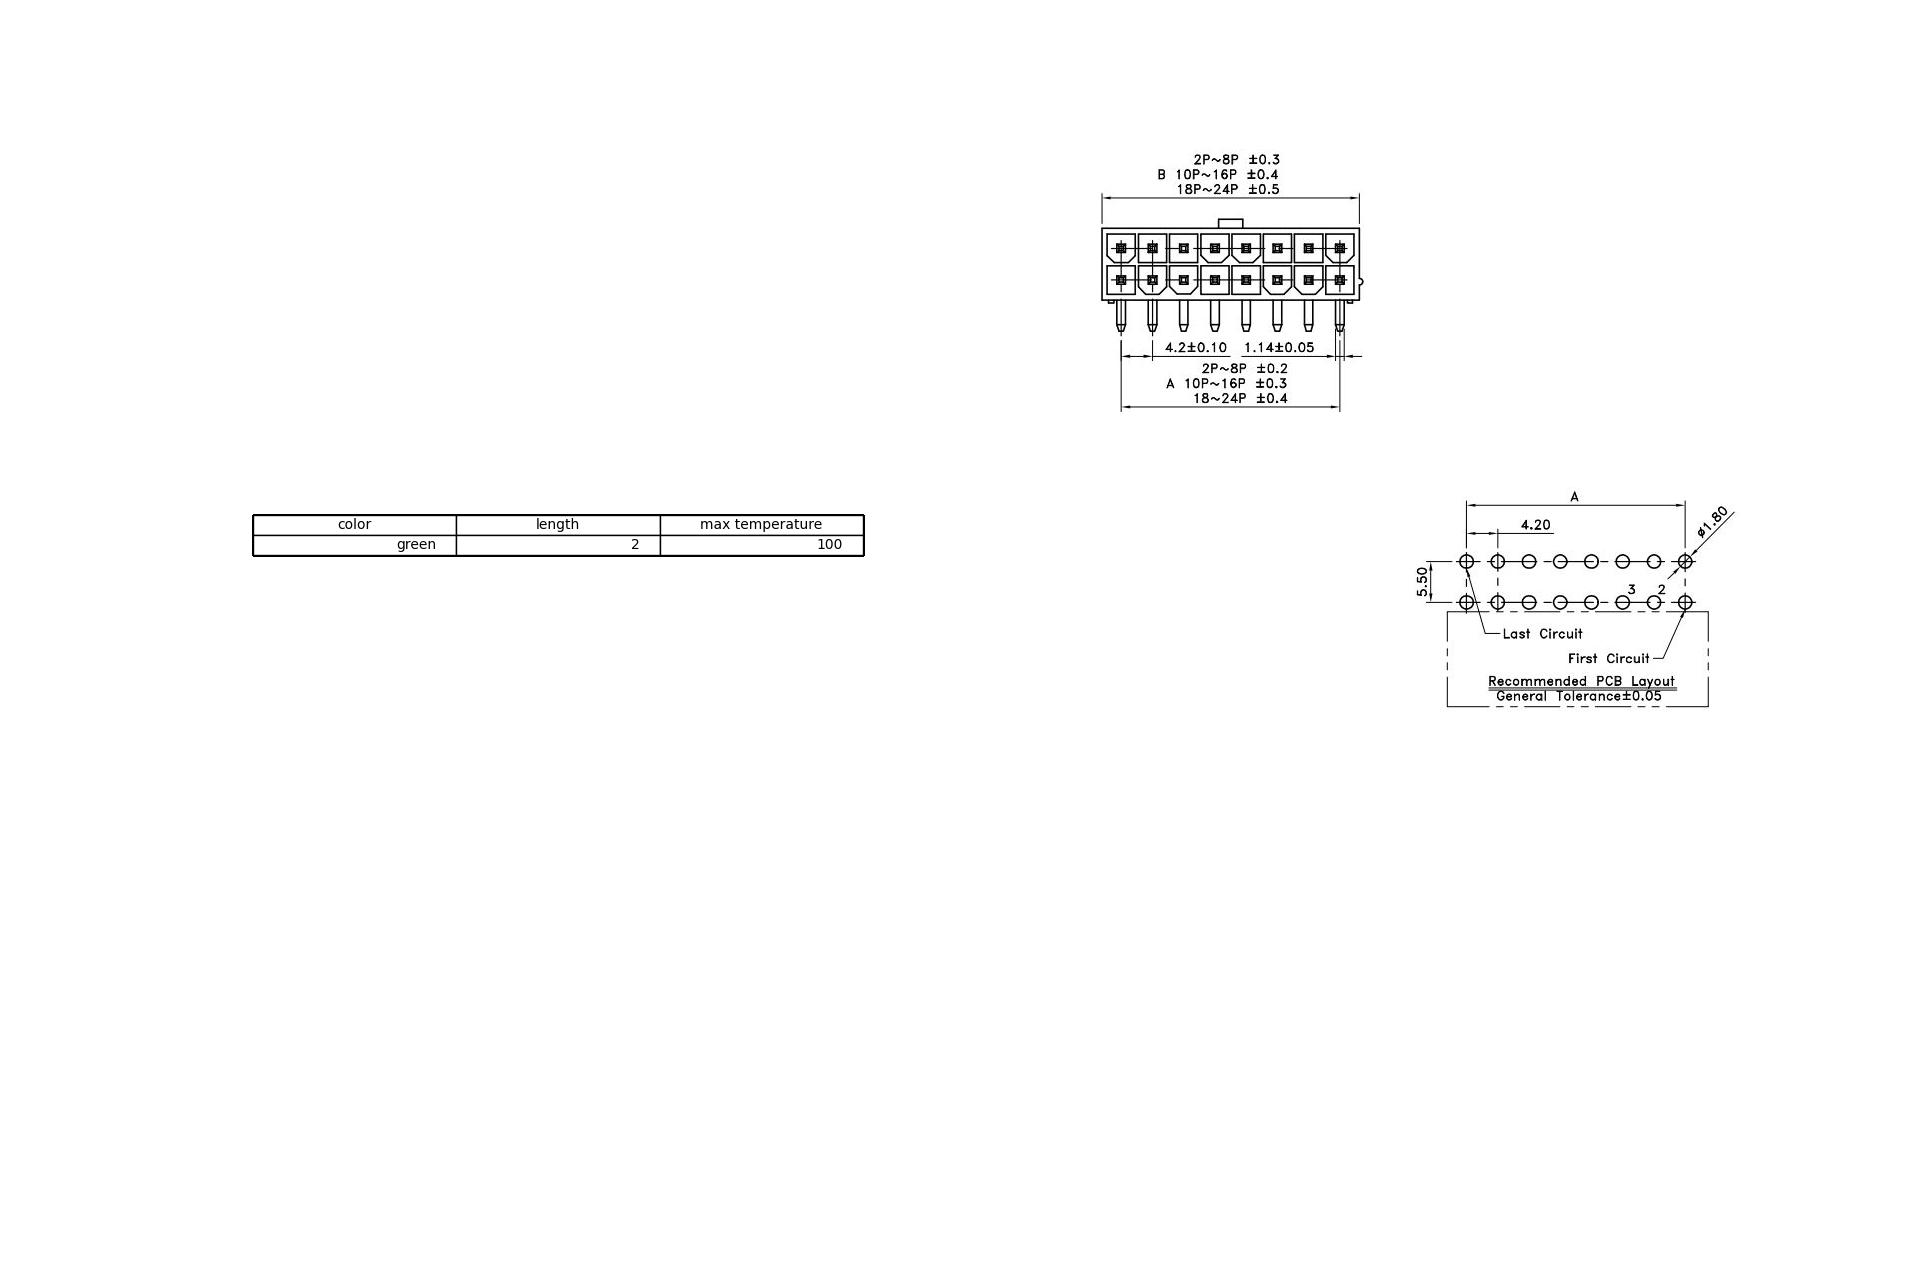 2P~8P ±0.3
B 10P~16P ±0.4
18P~24P ±0.5
4.2±0.10 1.14±0.05
2P~8P ±0.2
A 10P~16P ±0.3
18~24P ±0.4
color length max temperature
green 2 100
A
4.20
ø1.80
5.50
3 2
Last Circuit
First Circuit
Recommended PCB Layout
General Tolerance±0.05